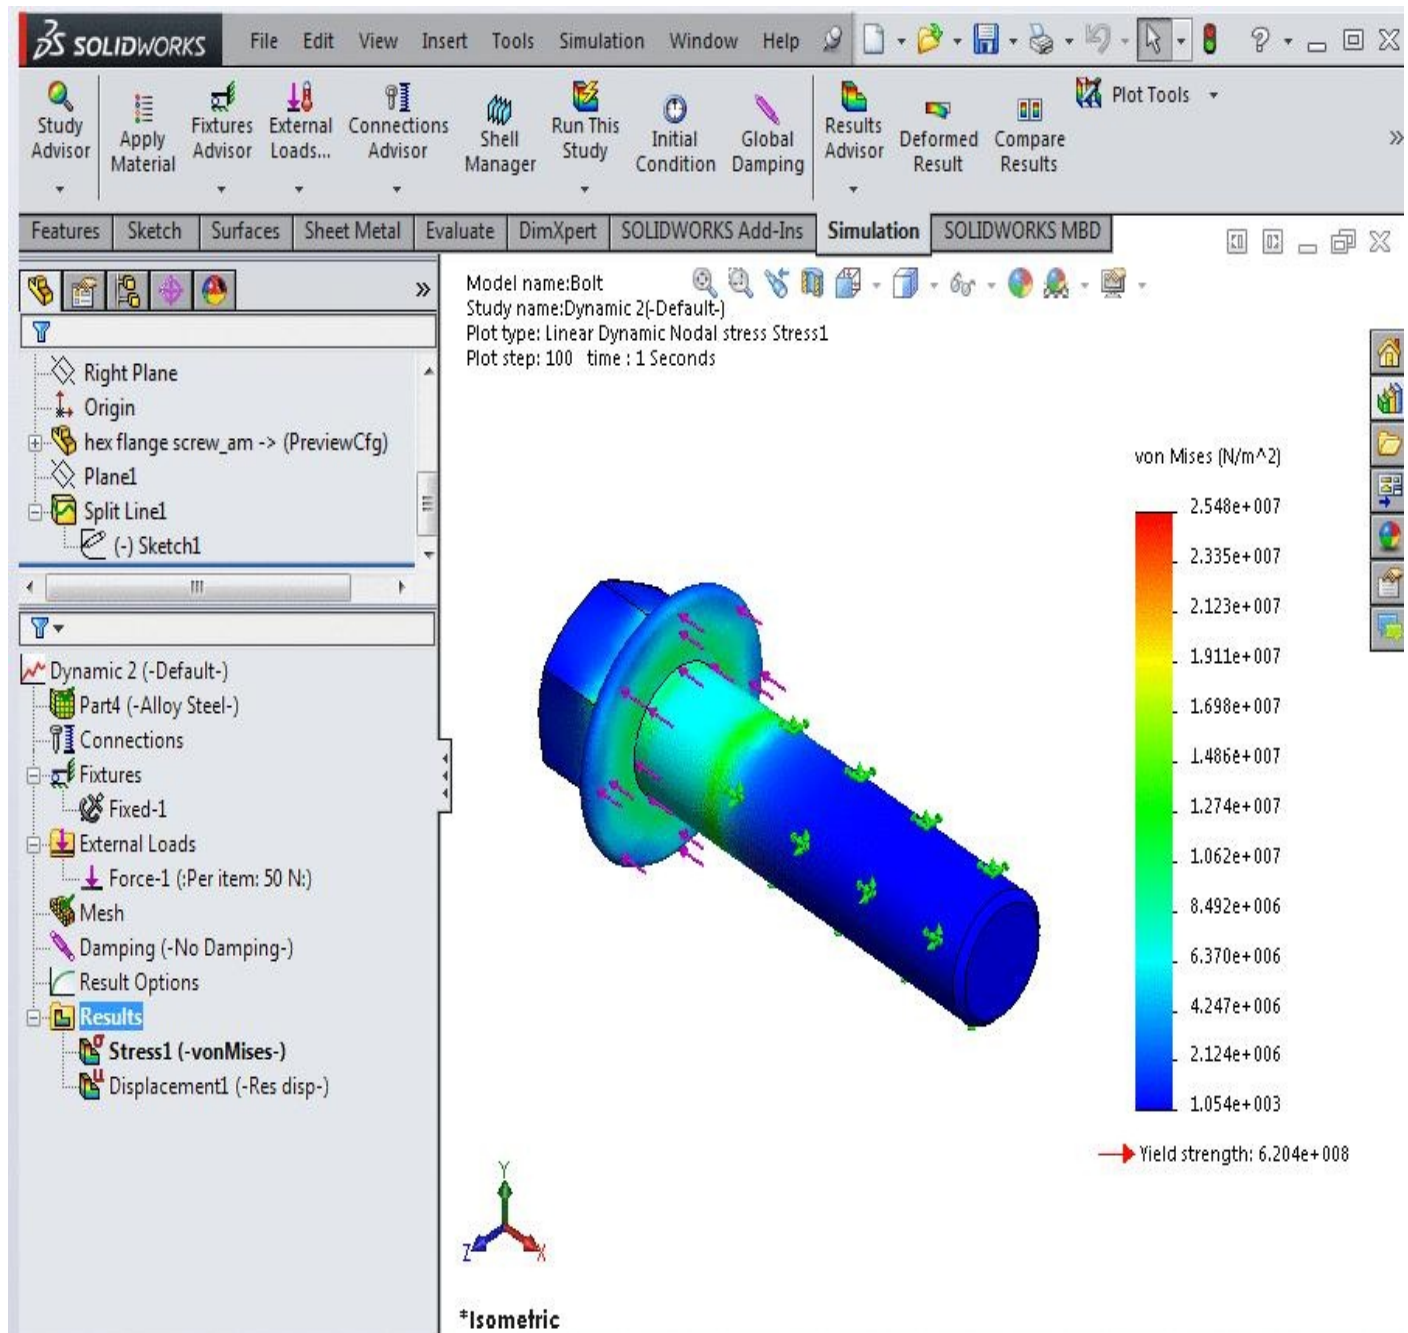 SOLIDWORKS File Edit View Insert Tools Simulation Window Help
Study Advisor
Apply Material
Fixtures Advisor
External Loads...
Connections Advisor
Shell Manager
Run This Study
Initial Condition
Global Damping
Results Advisor
Deformed Result
Compare Results
Plot Tools
Features Sketch Surfaces Sheet Metal Evaluate DimXpert SOLIDWORKS Add-Ins Simulation SOLIDWORKS MBD
Right Plane
Origin
hex flange screw_am -> (PreviewCfg)
Plane1
Split Line1
(-) Sketch1
Dynamic 2 (-Default-)
Part4 (-Alloy Steel-)
Connections
Fixtures
Fixed-1
External Loads
Force-1 (:Per item: 50 N:)
Mesh
Damping (-No Damping-)
Result Options
Results
Stress1 (-vonMises-)
Displacement1 (-Res disp-)
Model name:Bolt
Study name:Dynamic 2(-Default-)
Plot type: Linear Dynamic Nodal stress Stress1
Plot step: 100 time : 1 Seconds
von Mises (N/m^2)
2.548e+007
2.335e+007
2.123e+007
1.911e+007
1.698e+007
1.486e+007
1.274e+007
1.062e+007
8.492e+006
6.370e+006
4.247e+006
2.124e+006
1.054e+003
Yield strength: 6.204e+008
Y
Z
X
*Isometric